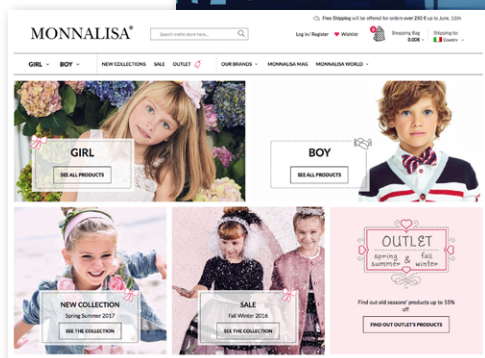 Free Shipping will be offered for orders over 250 € up to June, 11th
MONNALISA®
Search entire store here...
Log in/ Register
Wishlist
0
Shopping Bag
0.00€
Shipping to:
Country
GIRL
BOY
NEW COLLECTIONS
SALE
OUTLET
OUR BRANDS
MONNALISA MAG
MONNALISA WORLD
GIRL
SEE ALL PRODUCTS
BOY
SEE ALL PRODUCTS
NEW COLLECTION
Spring Summer 2017
SEE THE COLLECTION
SALE
Fall Winter 2016
SEE THE COLLECTION
OUTLET
spring summer & fall winter
Find out old seasons' products up to 55%
off
FIND OUT OUTLET'S PRODUCTS